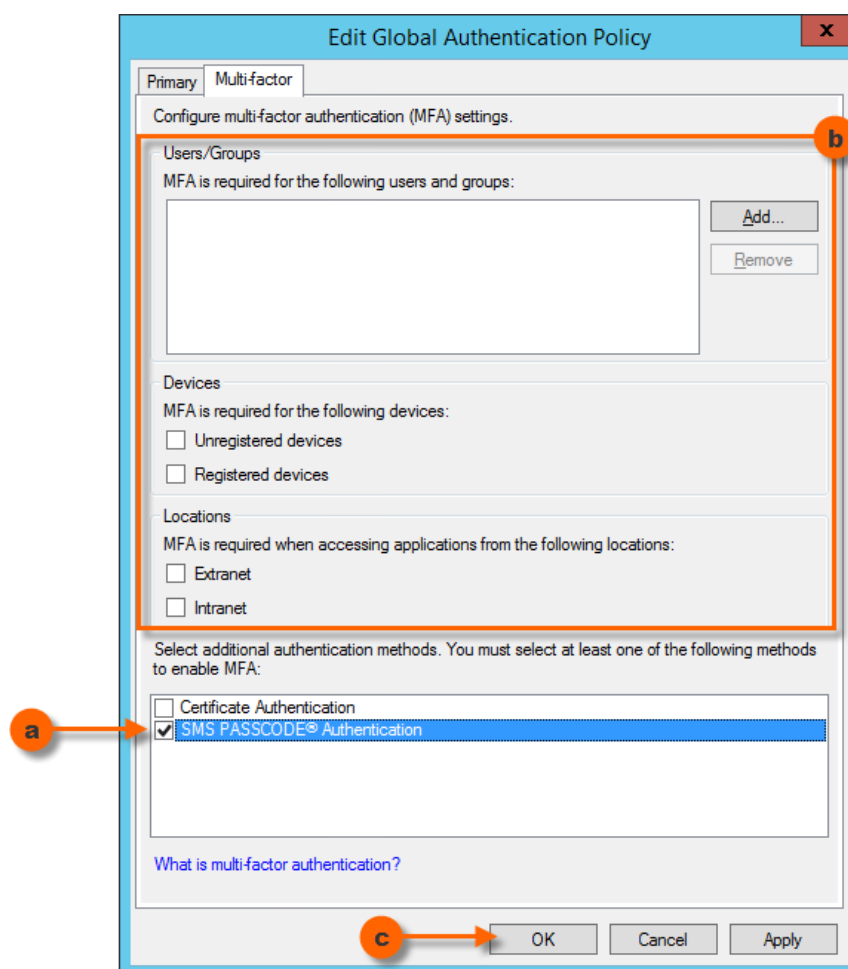 Edit Global Authentication Policy
x
Primary
Multi-factor
Configure multi-factor authentication (MFA) settings.
b
Users/Groups
MFA is required for the following users and groups:
Add...
Remove
Devices
MFA is required for the following devices:
Unregistered devices
Registered devices
Locations
MFA is required when accessing applications from the following locations:
Extranet
Intranet
Select additional authentication methods. You must select at least one of the following methods
to enable MFA:
Certificate Authentication
a
SMS PASSCODE® Authentication
What is multi-factor authentication?
c
OK
Cancel
Apply